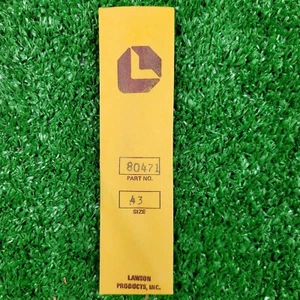 80471
PART NO.
43
SIZE
LAWSON
PRODUCTS, INC.